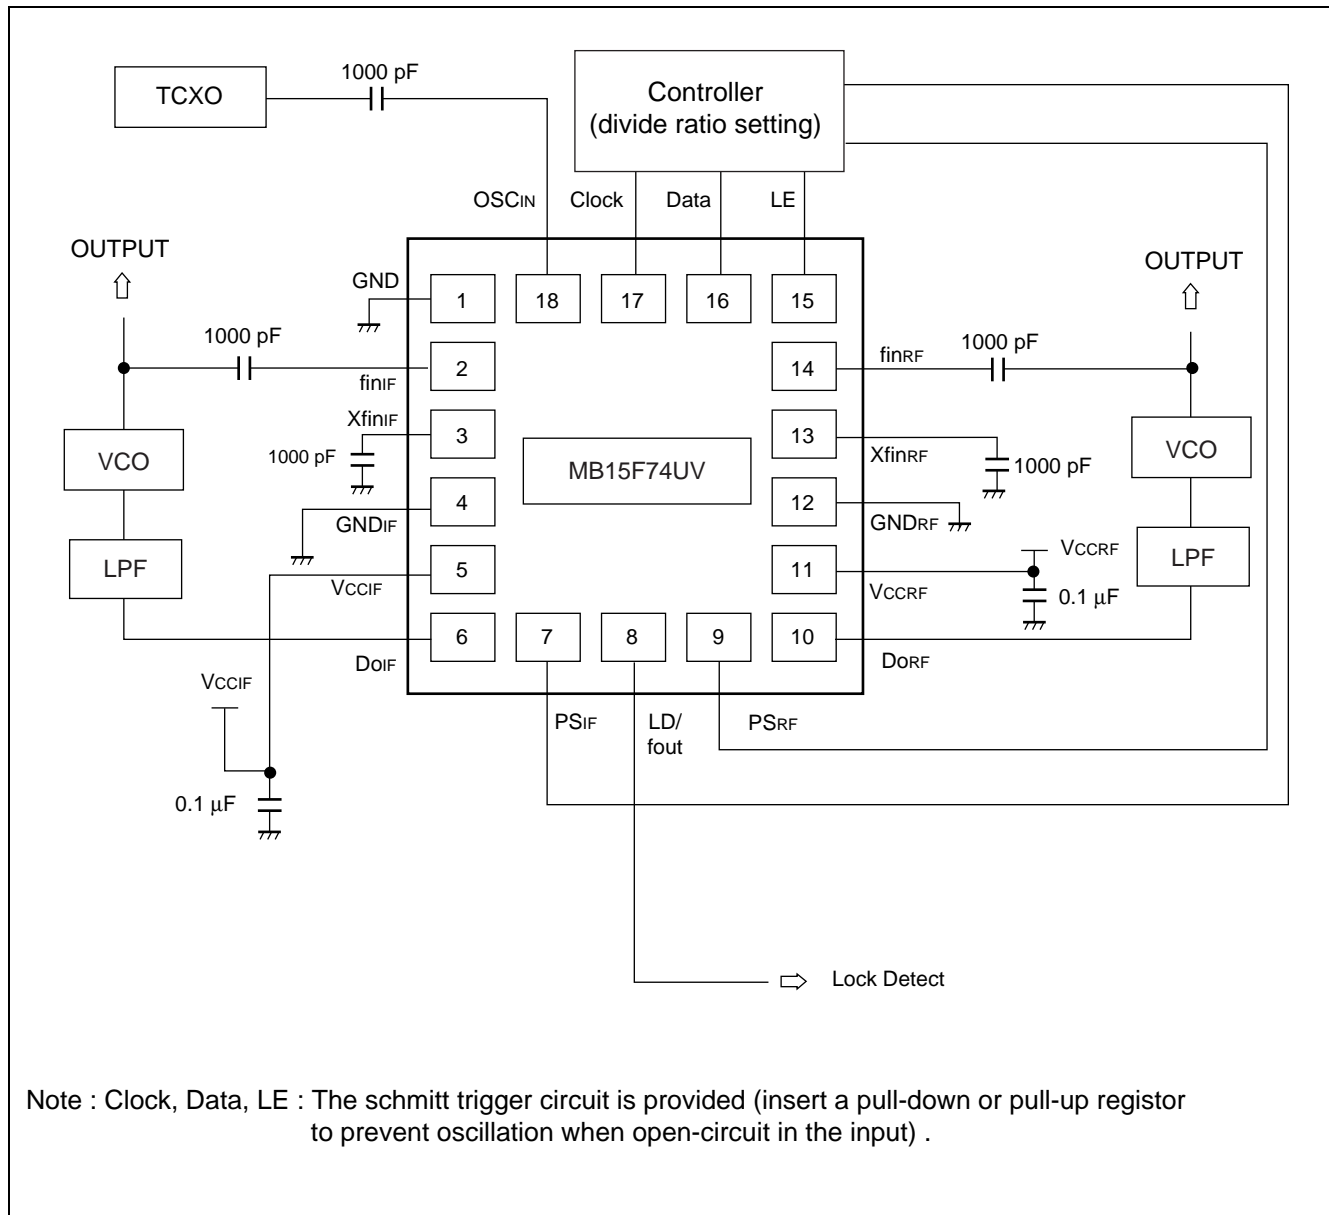 1000 pF
TCXO
Controller
(divide ratio setting)
OSCIN
Clock
Data
LE
OUTPUT
OUTPUT
GND
1
18
17
16
15
1000 pF
finIF
2
14
finRF
1000 pF
XfinIF
1000 pF
3
13
XfinRF
1000 pF
VCO
VCO
MB15F74UV
GNDIF
4
12
GNDRF
LPF
LPF
VCCIF
5
11
VCCRF
VCCRF
0.1 μF
DoIF
6
7
8
9
10
DoRF
VCCIF
PSIF
LD/
fout
PSRF
0.1 μF
Lock Detect
Note : Clock, Data, LE : The schmitt trigger circuit is provided (insert a pull-down or pull-up registor
to prevent oscillation when open-circuit in the input) .